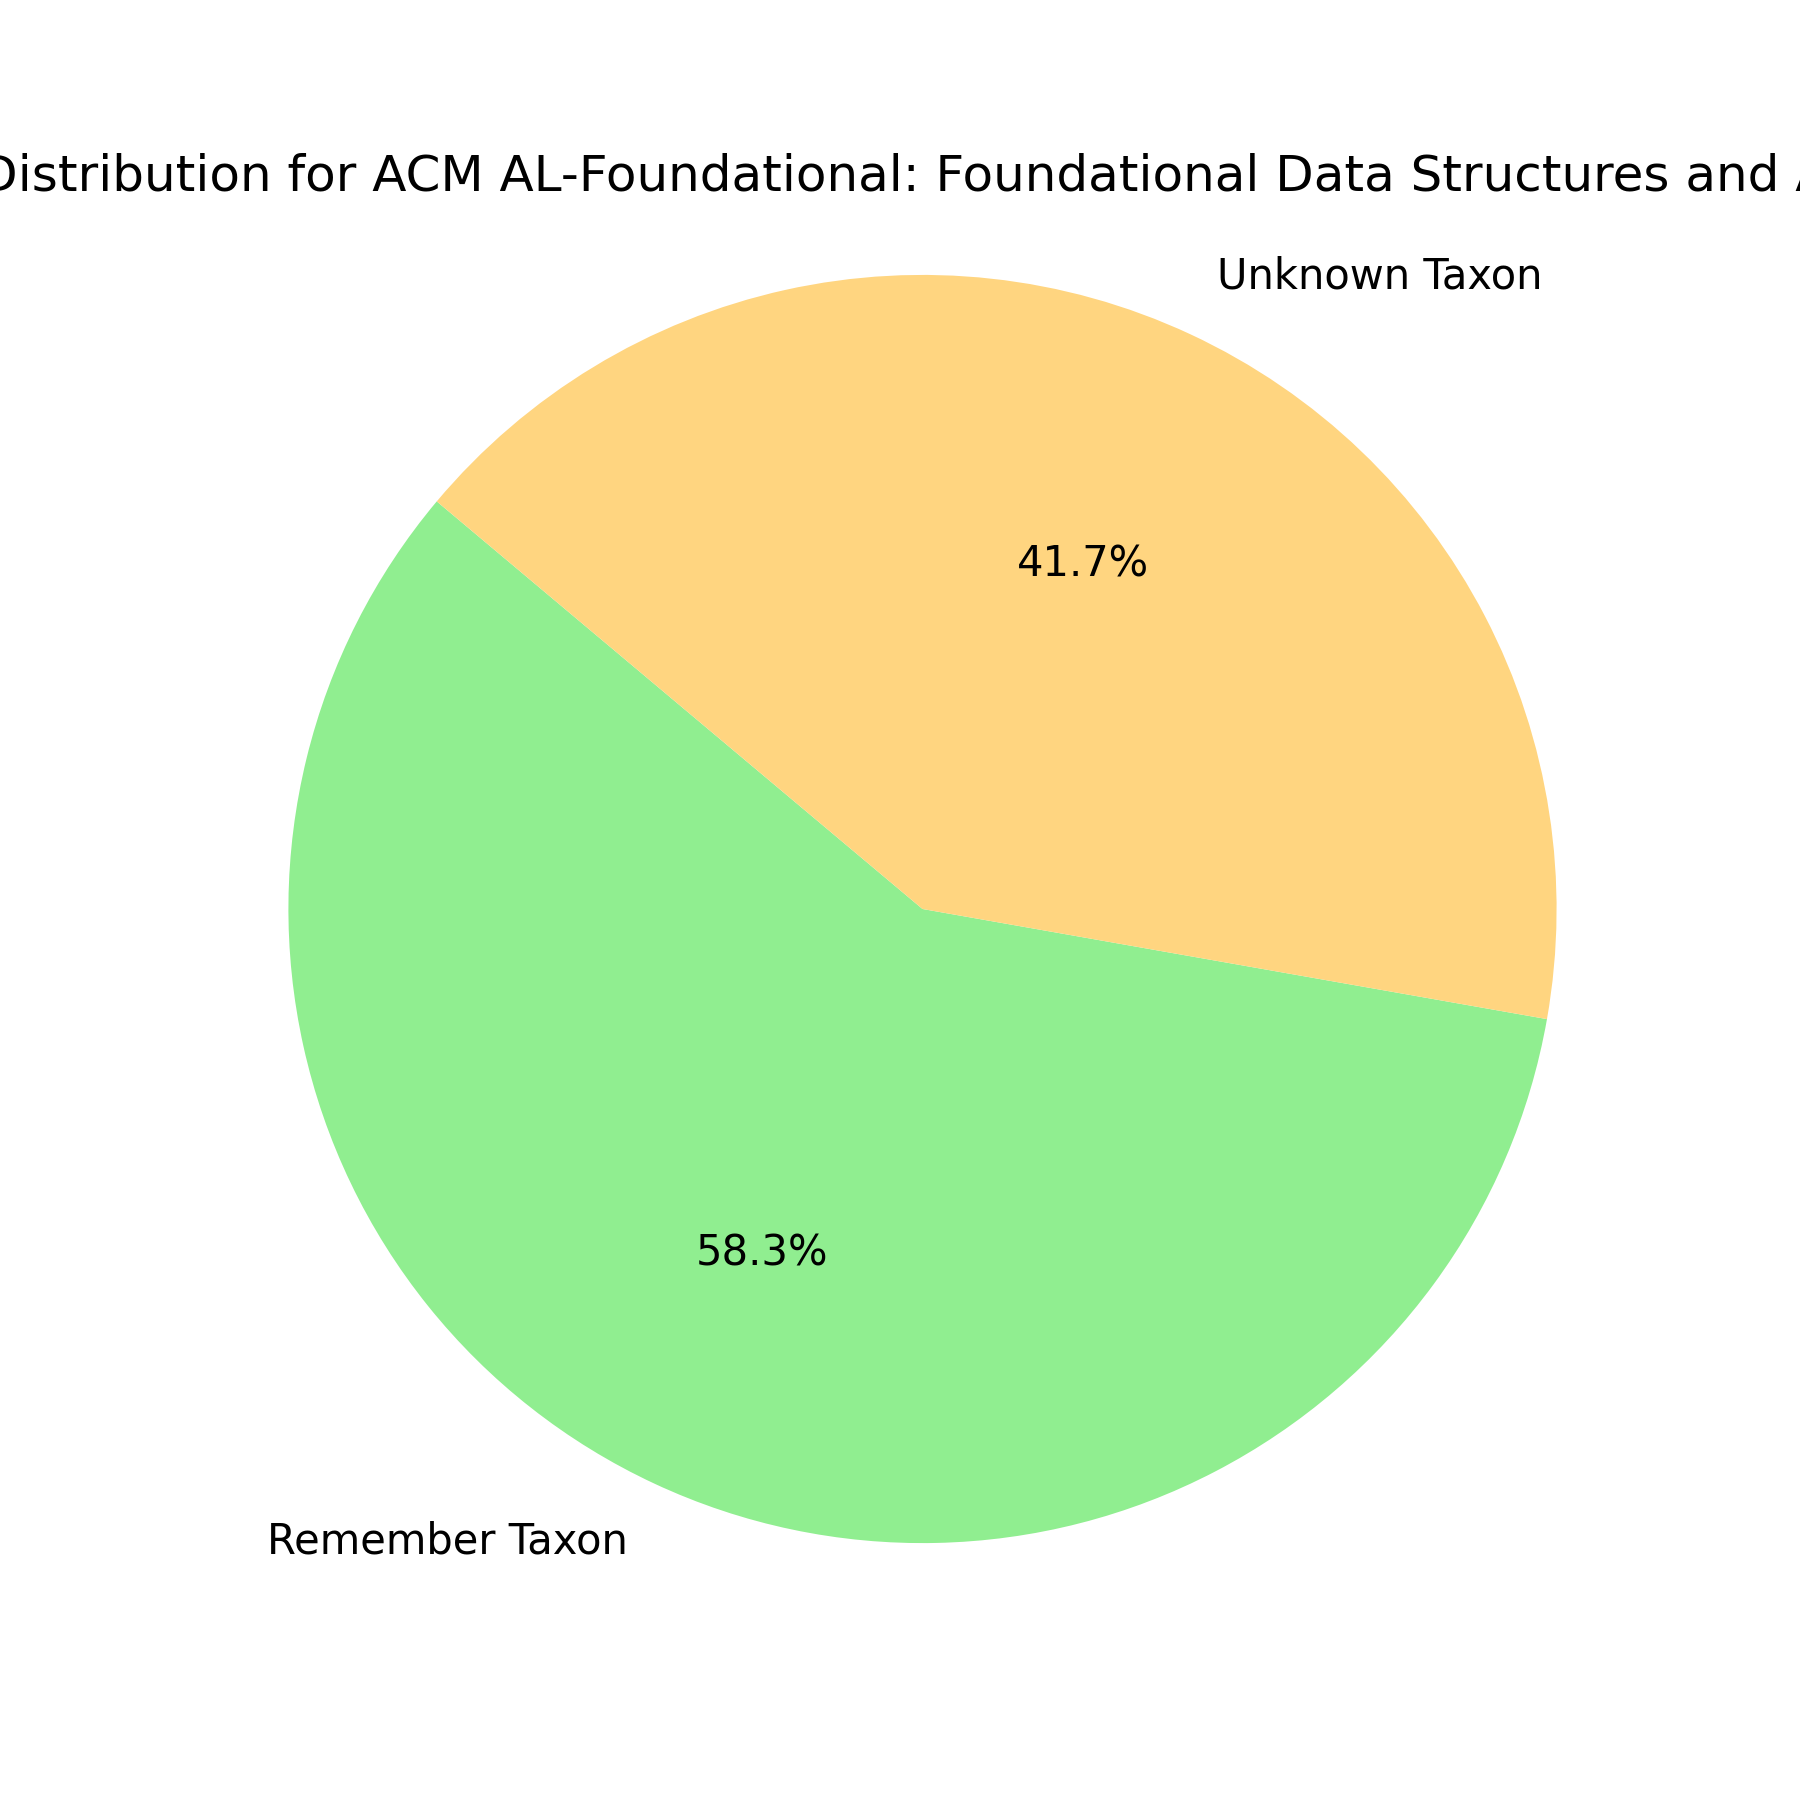 Distribution for ACM AL-Foundational: Foundational Data Structures and
Unknown Taxon
41.7%
58.3%
Remember Taxon